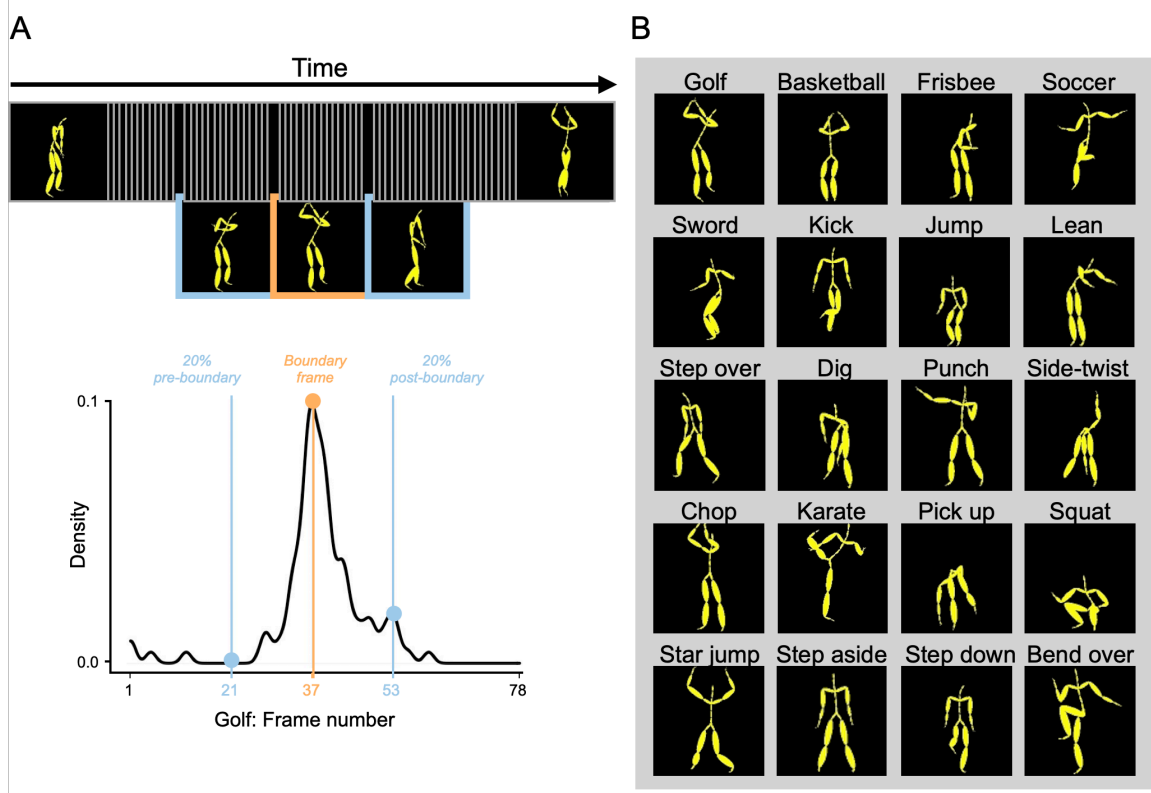 A
Time
20%
pre-boundary
Boundary
frame
20%
post-boundary
0.1
Density
0.0
1 21 37 53 78
Golf: Frame number
B
Golf Basketball Frisbee Soccer
Sword Kick Jump Lean
Step over Dig Punch Side-twist
Chop Karate Pick up Squat
Star jump Step aside Step down Bend over